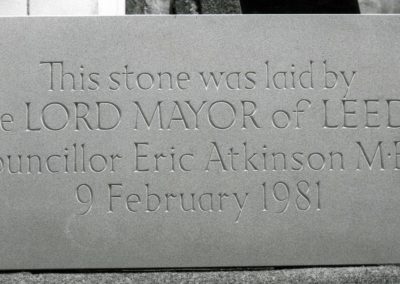 This stone was laid by
e LORD MAYOR of LEED
ouncillor Eric Atkinson M·B
9 February 1981